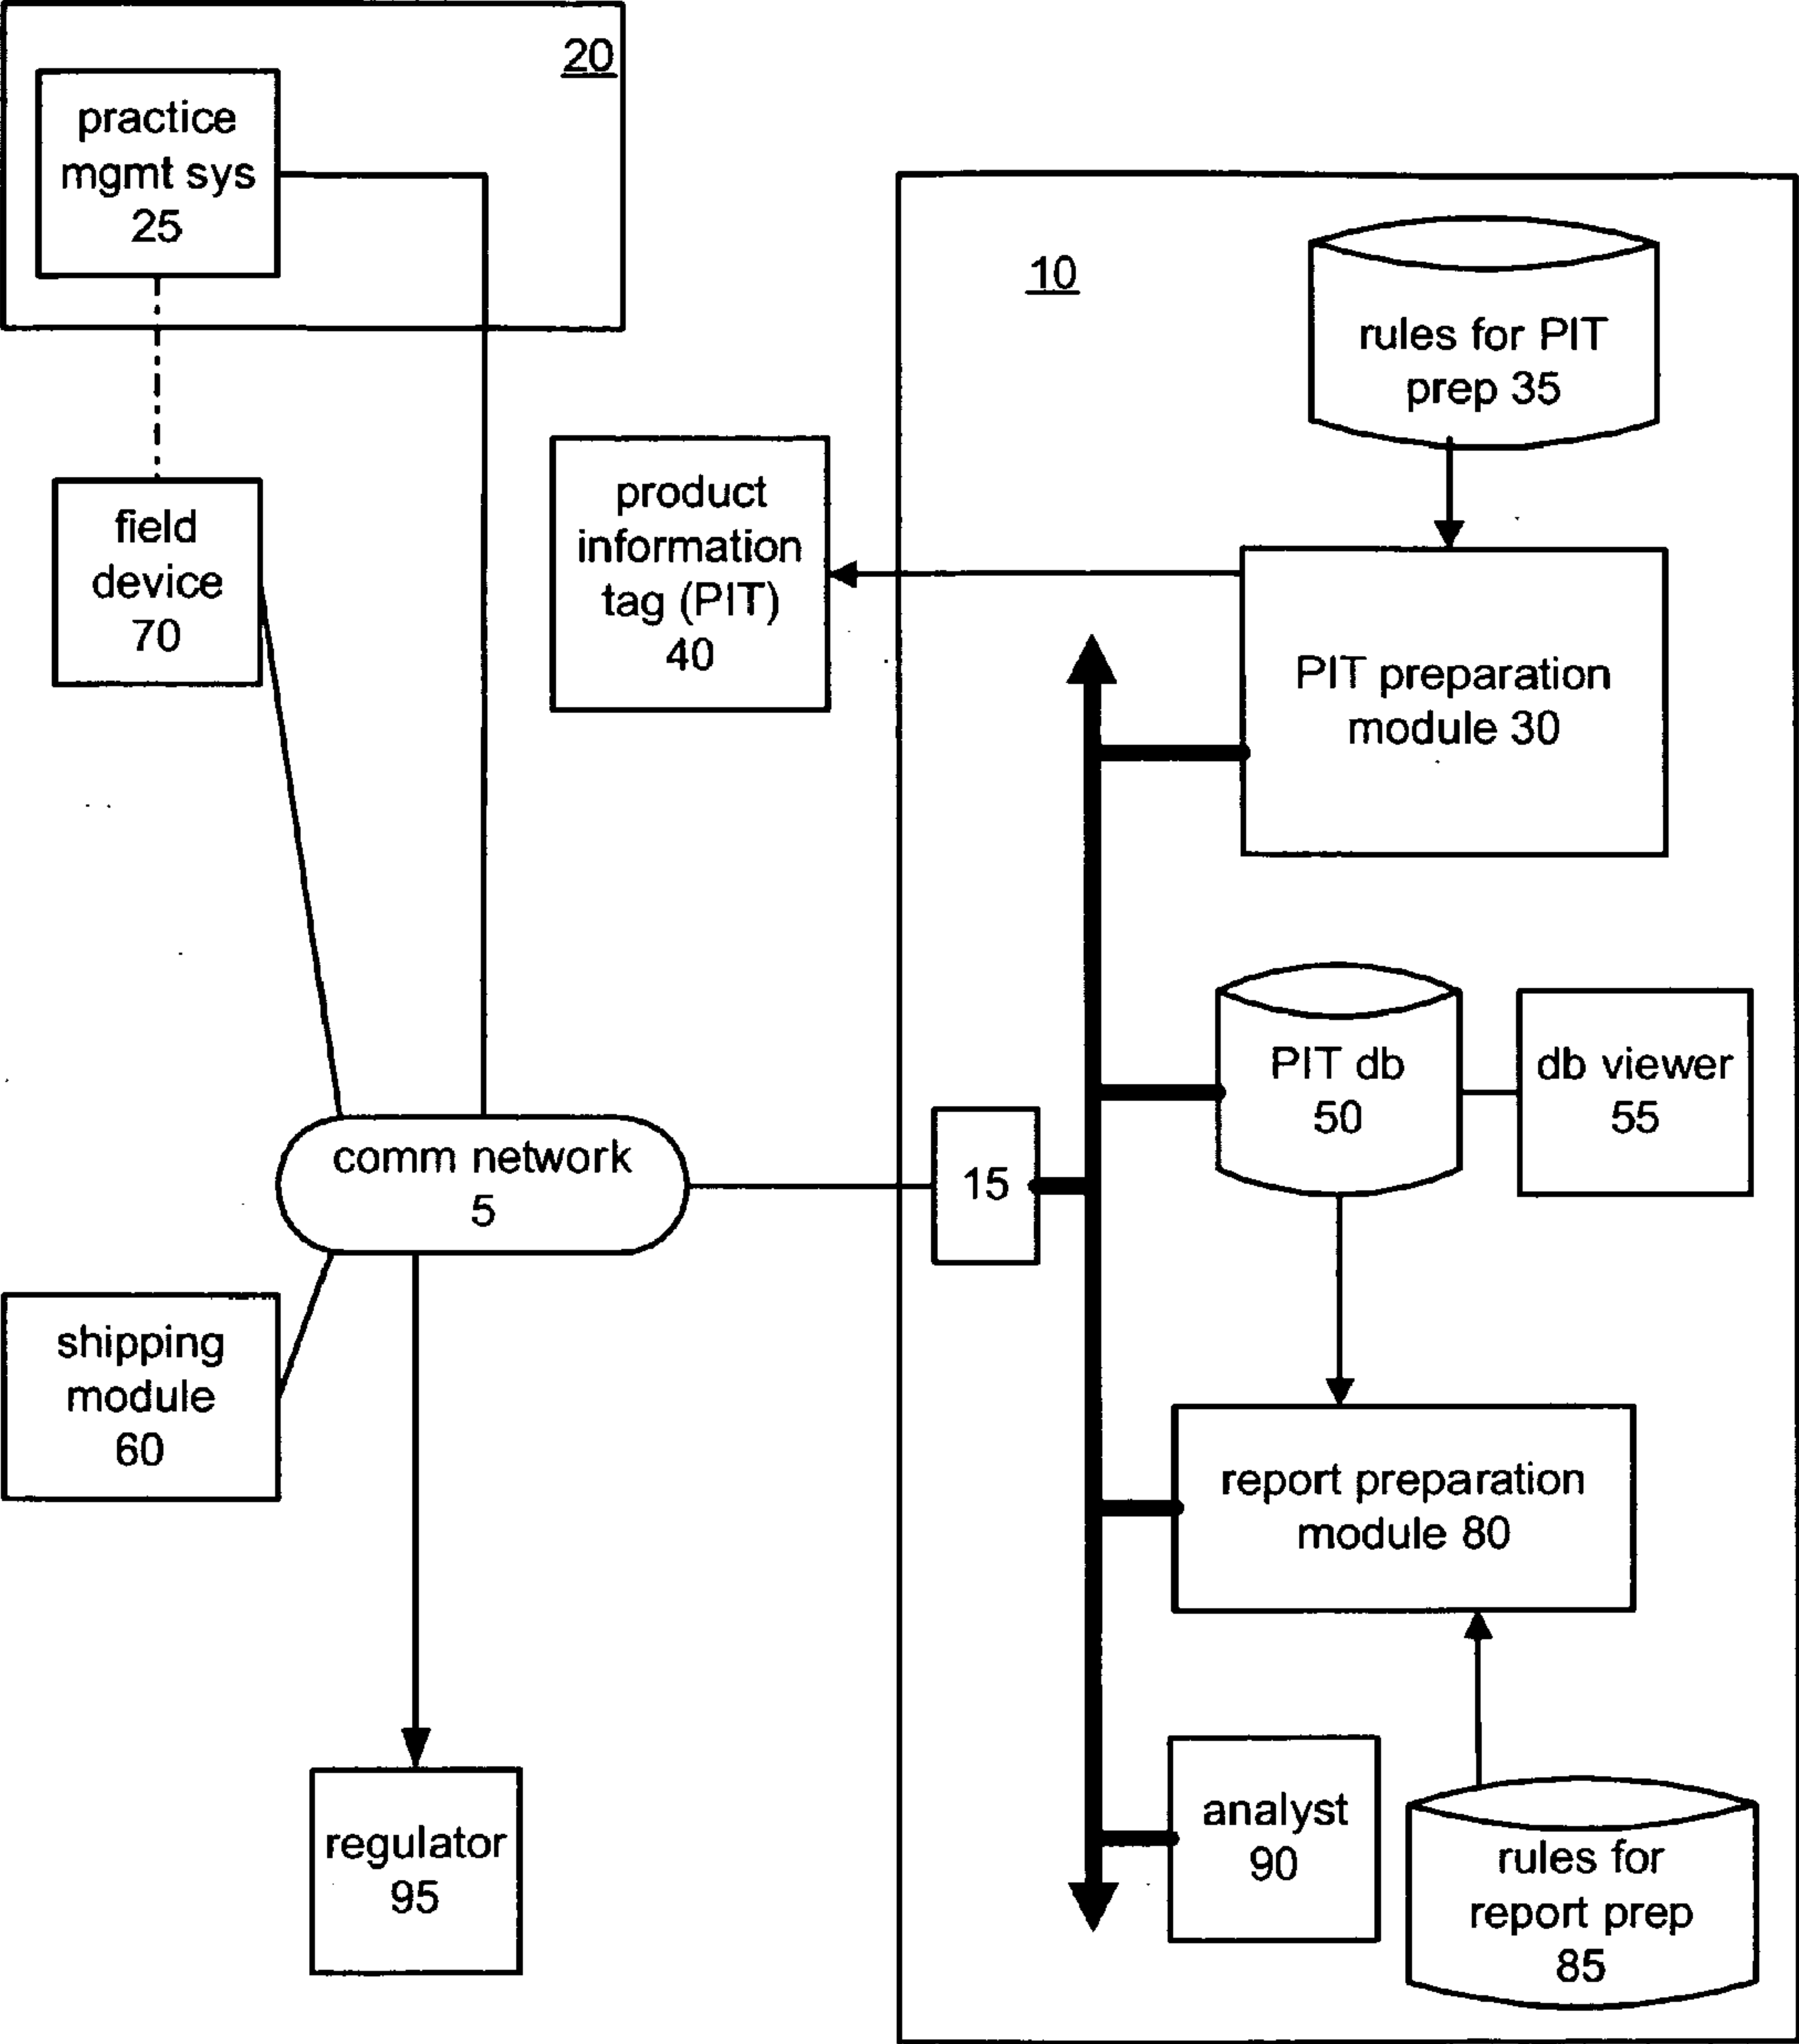 20
practice
mgmt sys
25
10
rules for PIT
prep 35
product
information
tag (PIT)
40
field
device
70
PIT preparation
module 30
PIT db
50
db viewer
55
comm network
5
15
shipping
module
60
report preparation
module 80
analyst
90
regulator
95
rules for
report prep
85